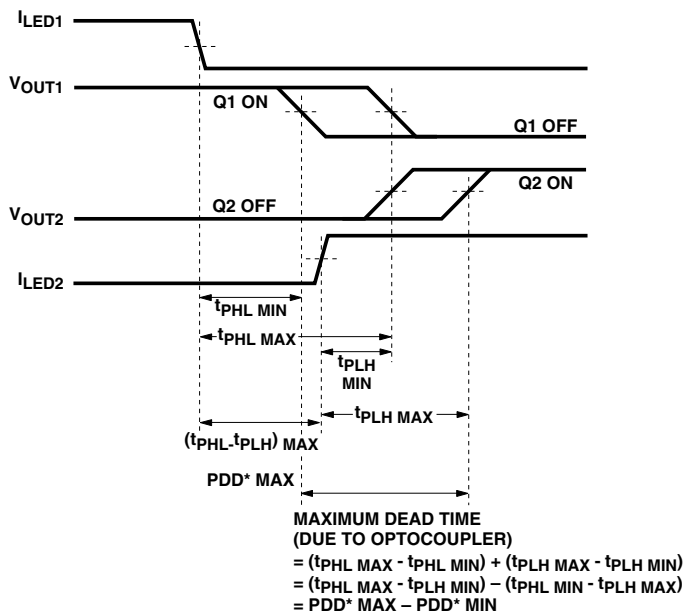 ILED1
VOUT1
Q1 ON
Q1 OFF
Q2 ON
Q2 OFF
VOUT2
ILED2
tPHL MIN
tPHL MAX
tPLH
MIN
tPLH MAX
(tPHL-tPLH) MAX
PDD* MAX
MAXIMUM DEAD TIME
(DUE TO OPTOCOUPLER)
= (tPHL MAX - tPHL MIN) + (tPLH MAX - tPLH MIN)
= (tPHL MAX - tPLH MIN) – (tPHL MIN - tPLH MAX)
= PDD* MAX – PDD* MIN